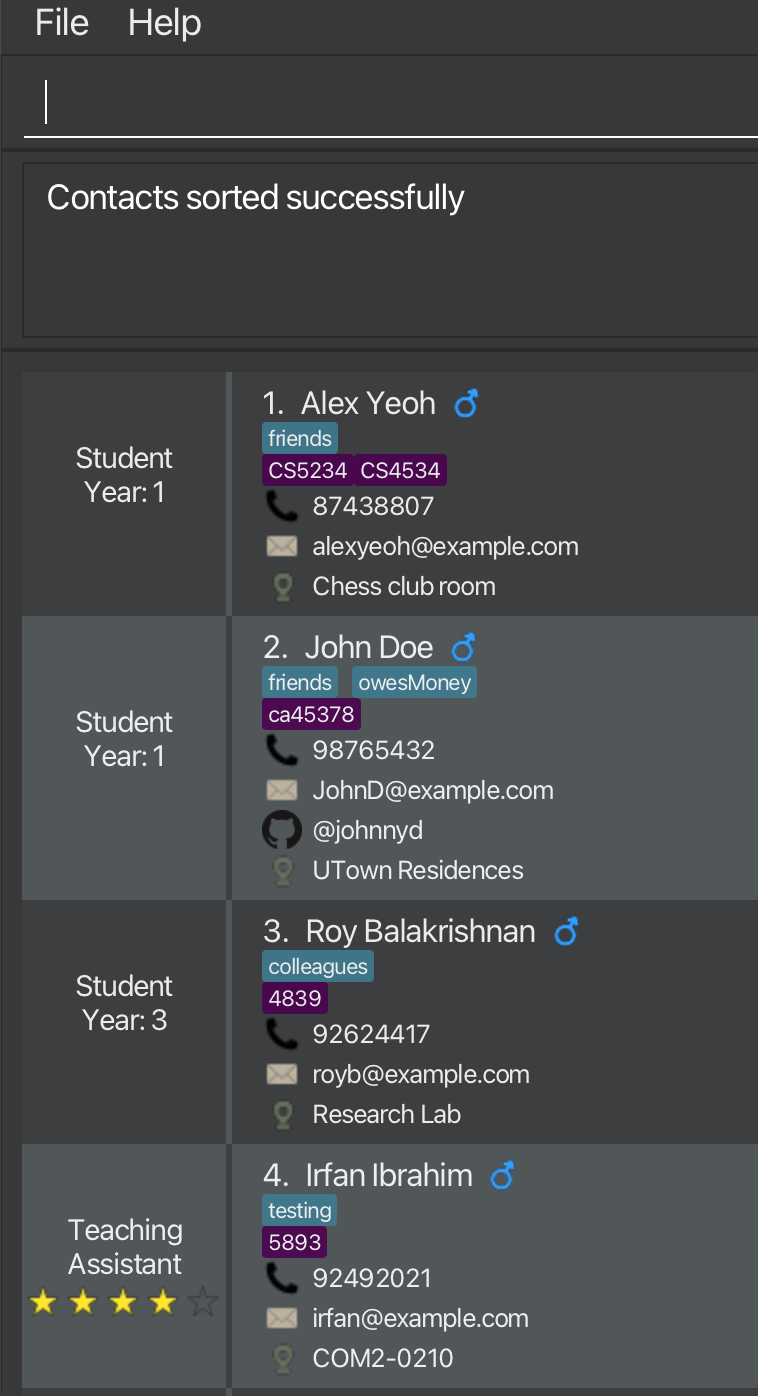 File Help
Contacts sorted successfully
Student
Year: 1
1. Alex Yeoh
friends
CS5234 CS4534
87438807
alexyeoh@example.com
Chess club room
Student
Year: 1
2. John Doe
friends owesMoney
ca45378
98765432
JohnD@example.com
@johnnyd
UTown Residences
Student
Year: 3
3. Roy Balakrishnan
colleagues
4839
92624417
royb@example.com
Research Lab
Teaching
Assistant
4. Irfan Ibrahim
testing
5893
92492021
irfan@example.com
COM2-0210